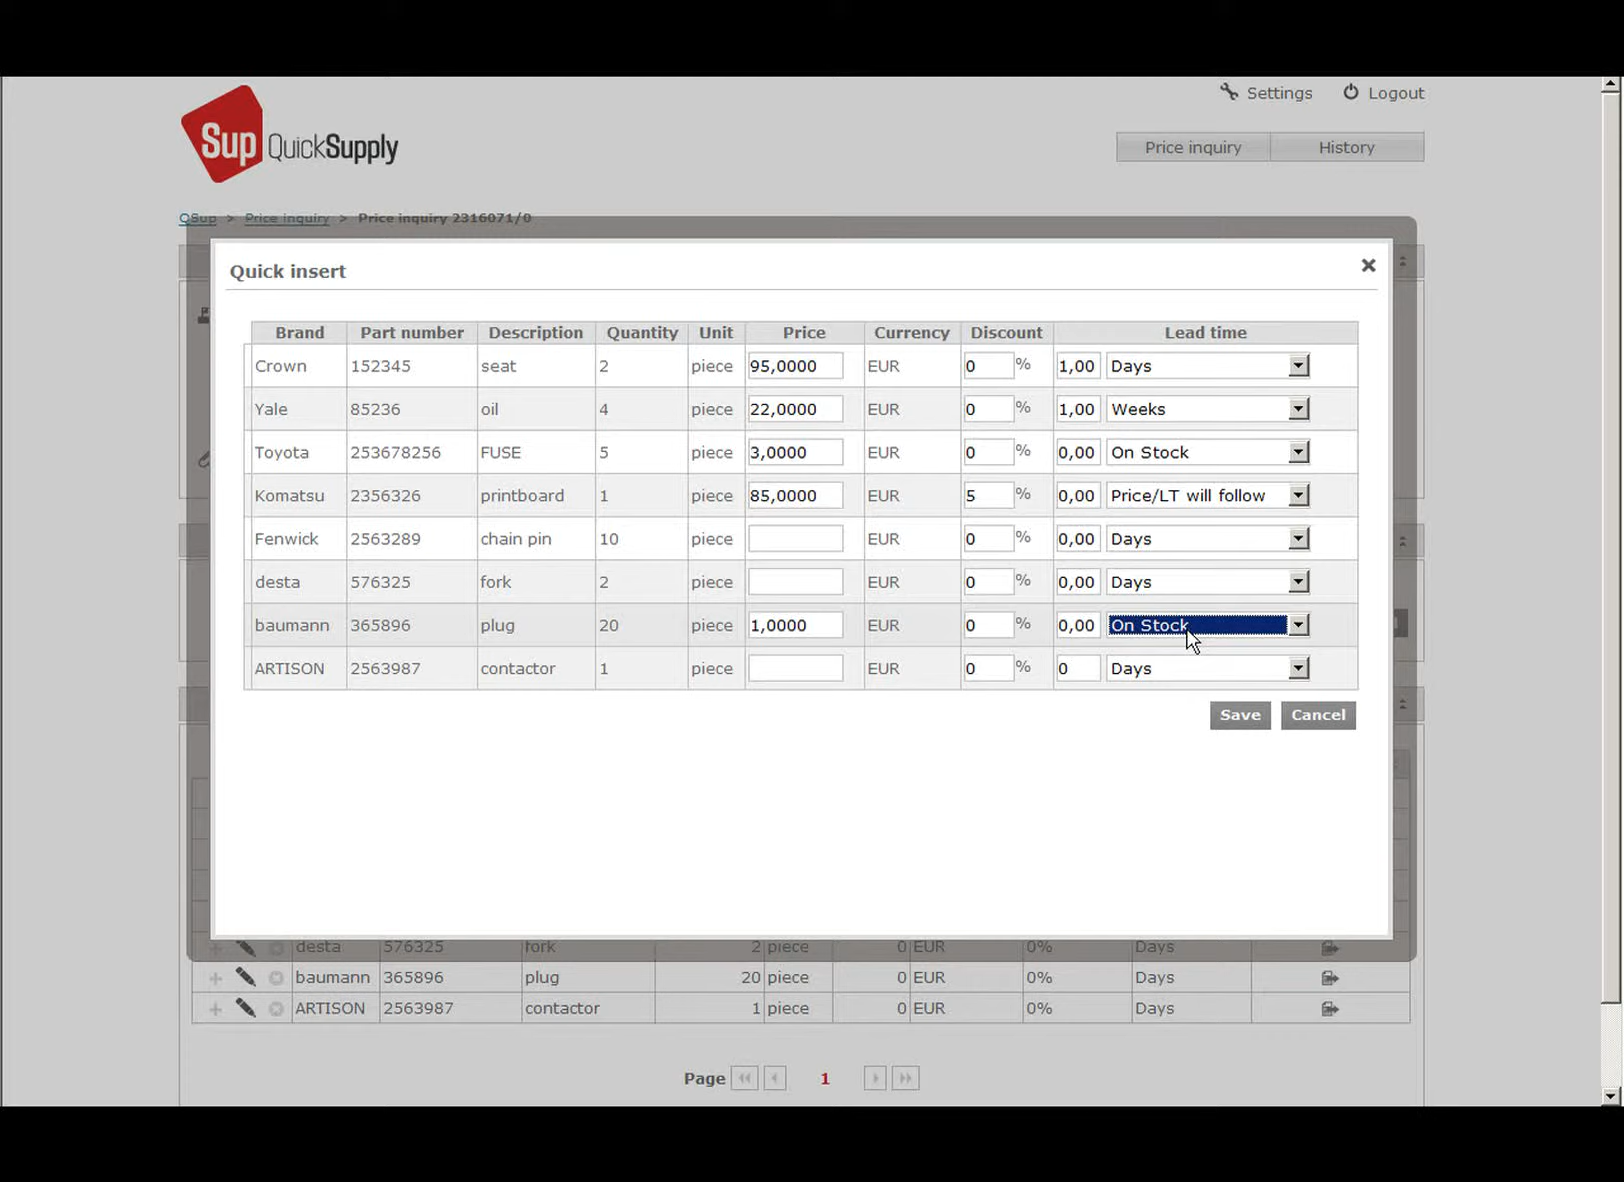 Settings Logout
Sup QuickSupply
Price inquiry History
QSup > Price inquiry > Price inquiry 2316071/0
Quick insert
Brand Part number Description Quantity Unit Price Currency Discount Lead time
Crown 152345 seat 2 piece 95,0000 EUR 0 % 1,00 Days
Yale 85236 oil 4 piece 22,0000 EUR 0 % 1,00 Weeks
Toyota 253678256 FUSE 5 piece 3,0000 EUR 0 % 0,00 On Stock
Komatsu 2356326 printboard 1 piece 85,0000 EUR 5 % 0,00 Price/LT will follow
Fenwick 2563289 chain pin 10 piece EUR 0 % 0,00 Days
desta 576325 fork 2 piece EUR 0 % 0,00 Days
baumann 365896 plug 20 piece 1,0000 EUR 0 % 0,00 On Stock
ARTISON 2563987 contactor 1 piece EUR 0 % 0 Days
Save Cancel
desta 576325 fork 2 piece 0 EUR 0% Days
baumann 365896 plug 20 piece 0 EUR 0% Days
ARTISON 2563987 contactor 1 piece 0 EUR 0% Days
Page 1